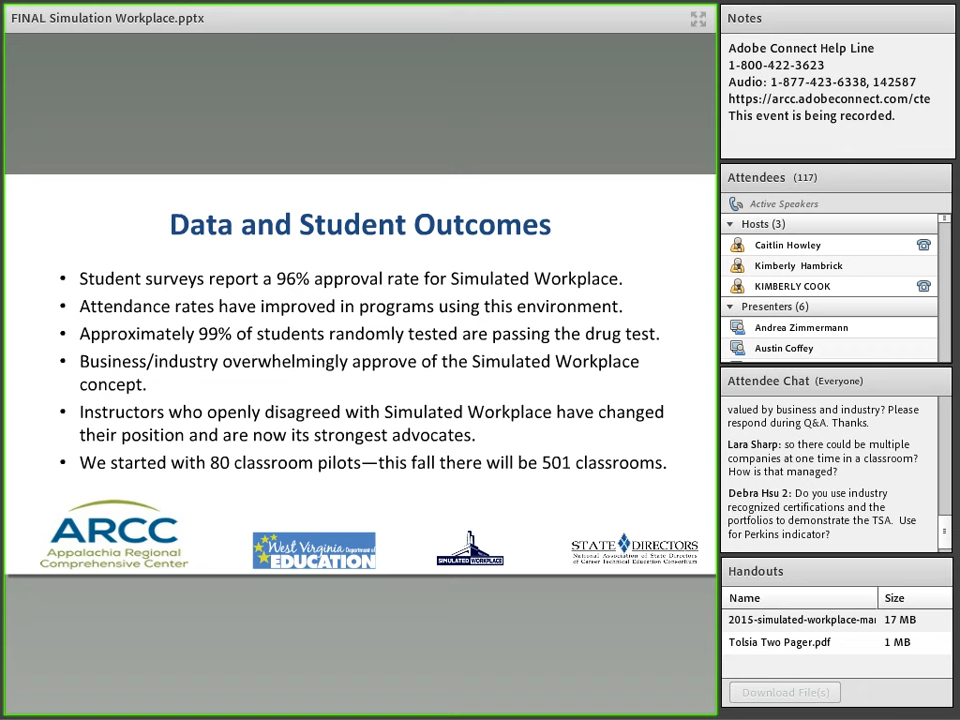 FINAL Simulation Workplace.pptx
Data and Student Outcomes
• Student surveys report a 96% approval rate for Simulated Workplace.
• Attendance rates have improved in programs using this environment.
• Approximately 99% of students randomly tested are passing the drug test.
• Business/industry overwhelmingly approve of the Simulated Workplace
concept.
• Instructors who openly disagreed with Simulated Workplace have changed
their position and are now its strongest advocates.
• We started with 80 classroom pilots—this fall there will be 501 classrooms.
ARCC
Appalachia Regional
Comprehensive Center
West Virginia Department of
EDUCATION
SIMULATED WORKPLACE
STATE DIRECTORS
National Association of State Directors
of Career Technical Education Consortium
Notes
Adobe Connect Help Line
1-800-422-3623
Audio: 1-877-423-6338, 142587
https://arcc.adobeconnect.com/cte
This event is being recorded.
Attendees (117)
Active Speakers
Hosts (3)
Caitlin Howley
Kimberly Hambrick
KIMBERLY COOK
Presenters (6)
Andrea Zimmermann
Austin Coffey
Attendee Chat (Everyone)
valued by business and industry? Please
respond during Q&A. Thanks.
Lara Sharp: so there could be multiple
companies at one time in a classroom?
How is that managed?
Debra Hsu 2: Do you use industry
recognized certifications and the
portfolios to demonstrate the TSA. Use
for Perkins indicator?
Handouts
Name Size
2015-simulated-workplace-mar 17 MB
Tolsia Two Pager.pdf 1 MB
Download File(s)